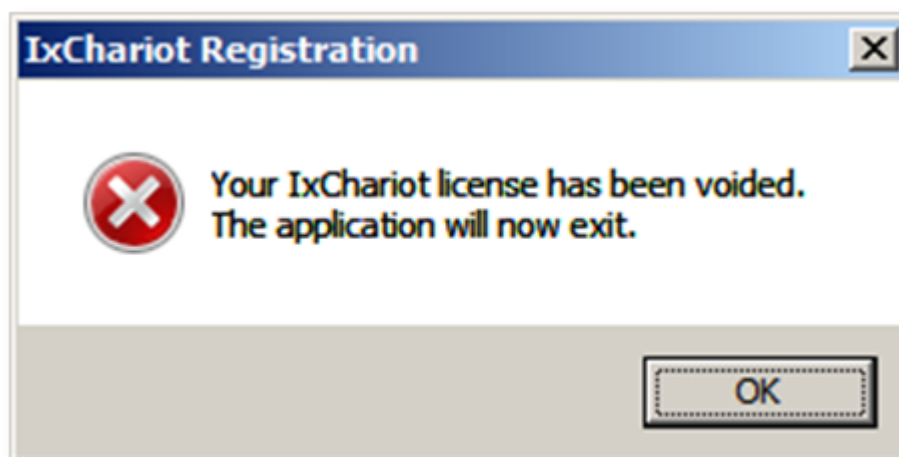 IxChariot Registration
Your IxChariot license has been voided.
The application will now exit.
OK